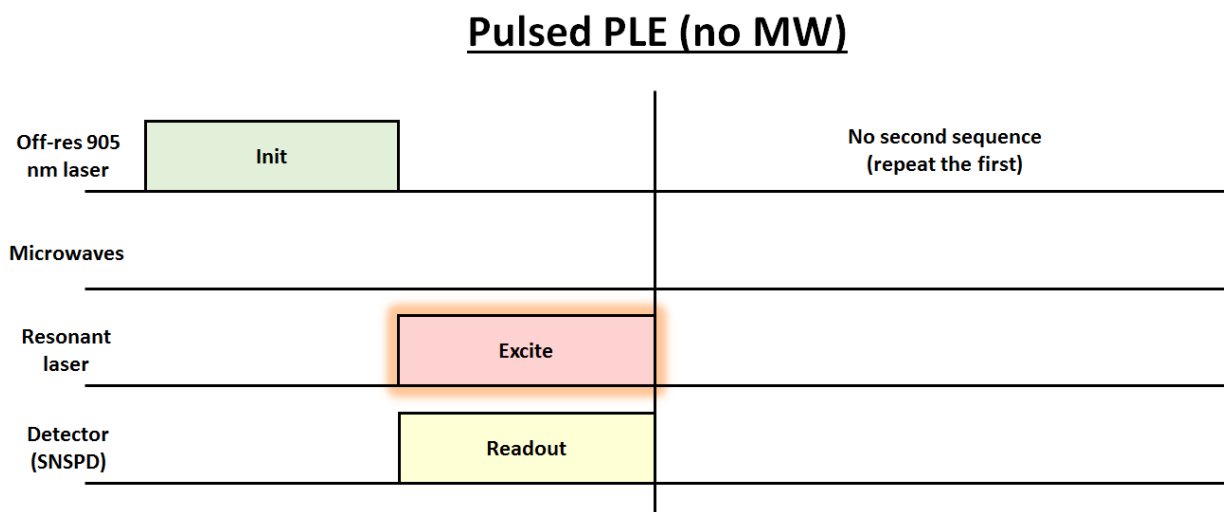 Pulsed PLE (no MW)
Off-res 905
nm laser
Init
No second sequence
(repeat the first)
Microwaves
Resonant
laser
Excite
Detector
(SNSPD)
Readout